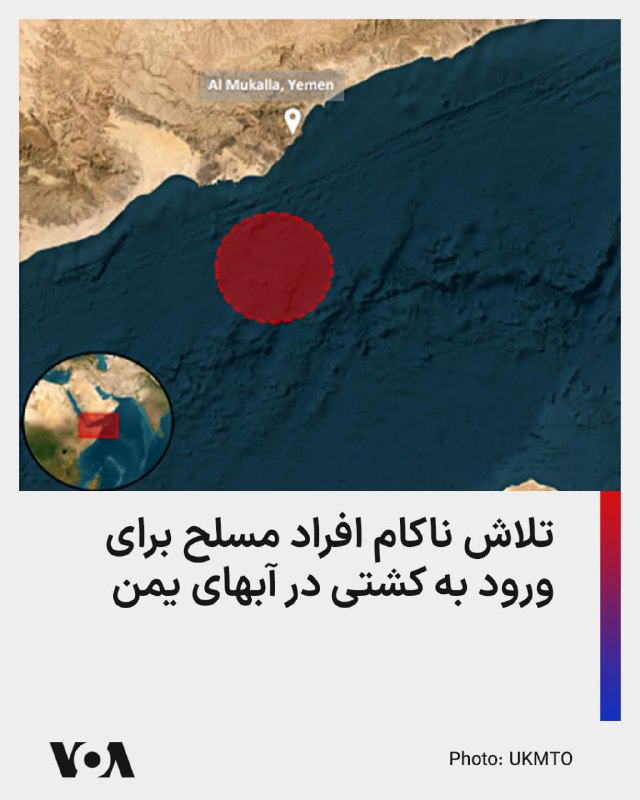 Al Mukalla, Yemen
تلاش ناکام افراد مسلح برای
ورود به کشتی در آبهای یمن
VOA
Photo: UKMTO